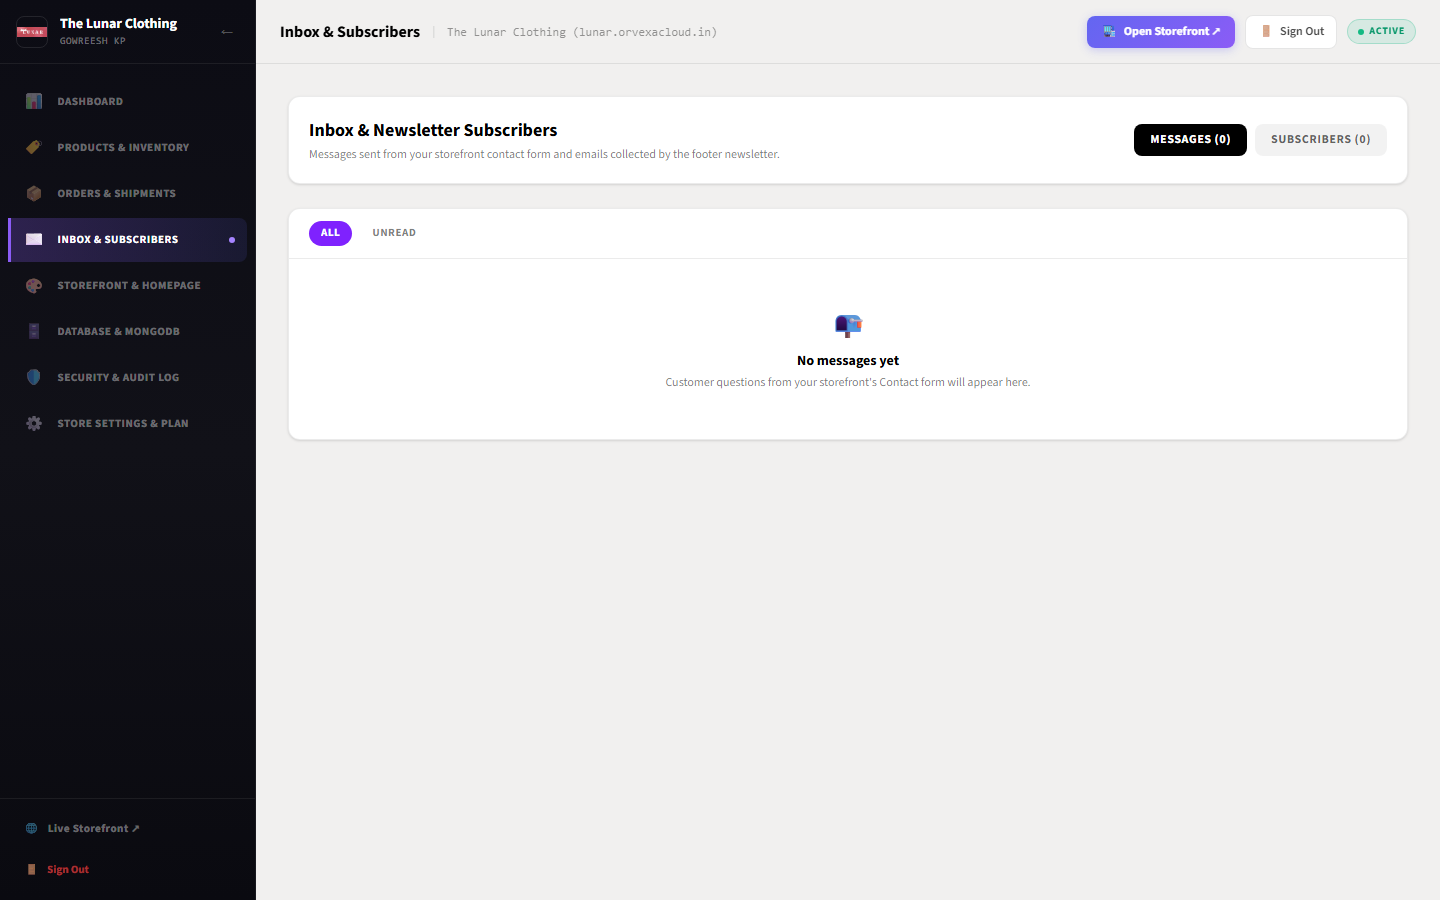 The Lunar Clothing
GOWREESH KP
←
DASHBOARD
PRODUCTS & INVENTORY
ORDERS & SHIPMENTS
INBOX & SUBSCRIBERS
STOREFRONT & HOMEPAGE
DATABASE & MONGODB
SECURITY & AUDIT LOG
STORE SETTINGS & PLAN
Live Storefront ↗
Sign Out
Inbox & Subscribers | The Lunar Clothing (lunar.orvexacloud.in)
Open Storefront ↗
Sign Out
ACTIVE
Inbox & Newsletter Subscribers
Messages sent from your storefront contact form and emails collected by the footer newsletter.
MESSAGES (0)
SUBSCRIBERS (0)
ALL
UNREAD
No messages yet
Customer questions from your storefront's Contact form will appear here.